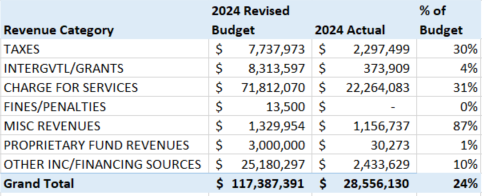 2024 Revised % of
Revenue Category Budget 2024 Actual Budget
TAXES $ 7,737,973 $ 2,297,499 30%
INTERGVTL/GRANTS $ 8,313,597 $ 373,909 4%
CHARGE FOR SERVICES $ 71,812,070 $ 22,264,083 31%
FINES/PENALTIES $ 13,500 $ - 0%
MISC REVENUES $ 1,329,954 $ 1,156,737 87%
PROPRIETARY FUND REVENUES $ 3,000,000 $ 30,273 1%
OTHER INC/FINANCING SOURCES $ 25,180,297 $ 2,433,629 10%
Grand Total $ 117,387,391 $ 28,556,130 24%